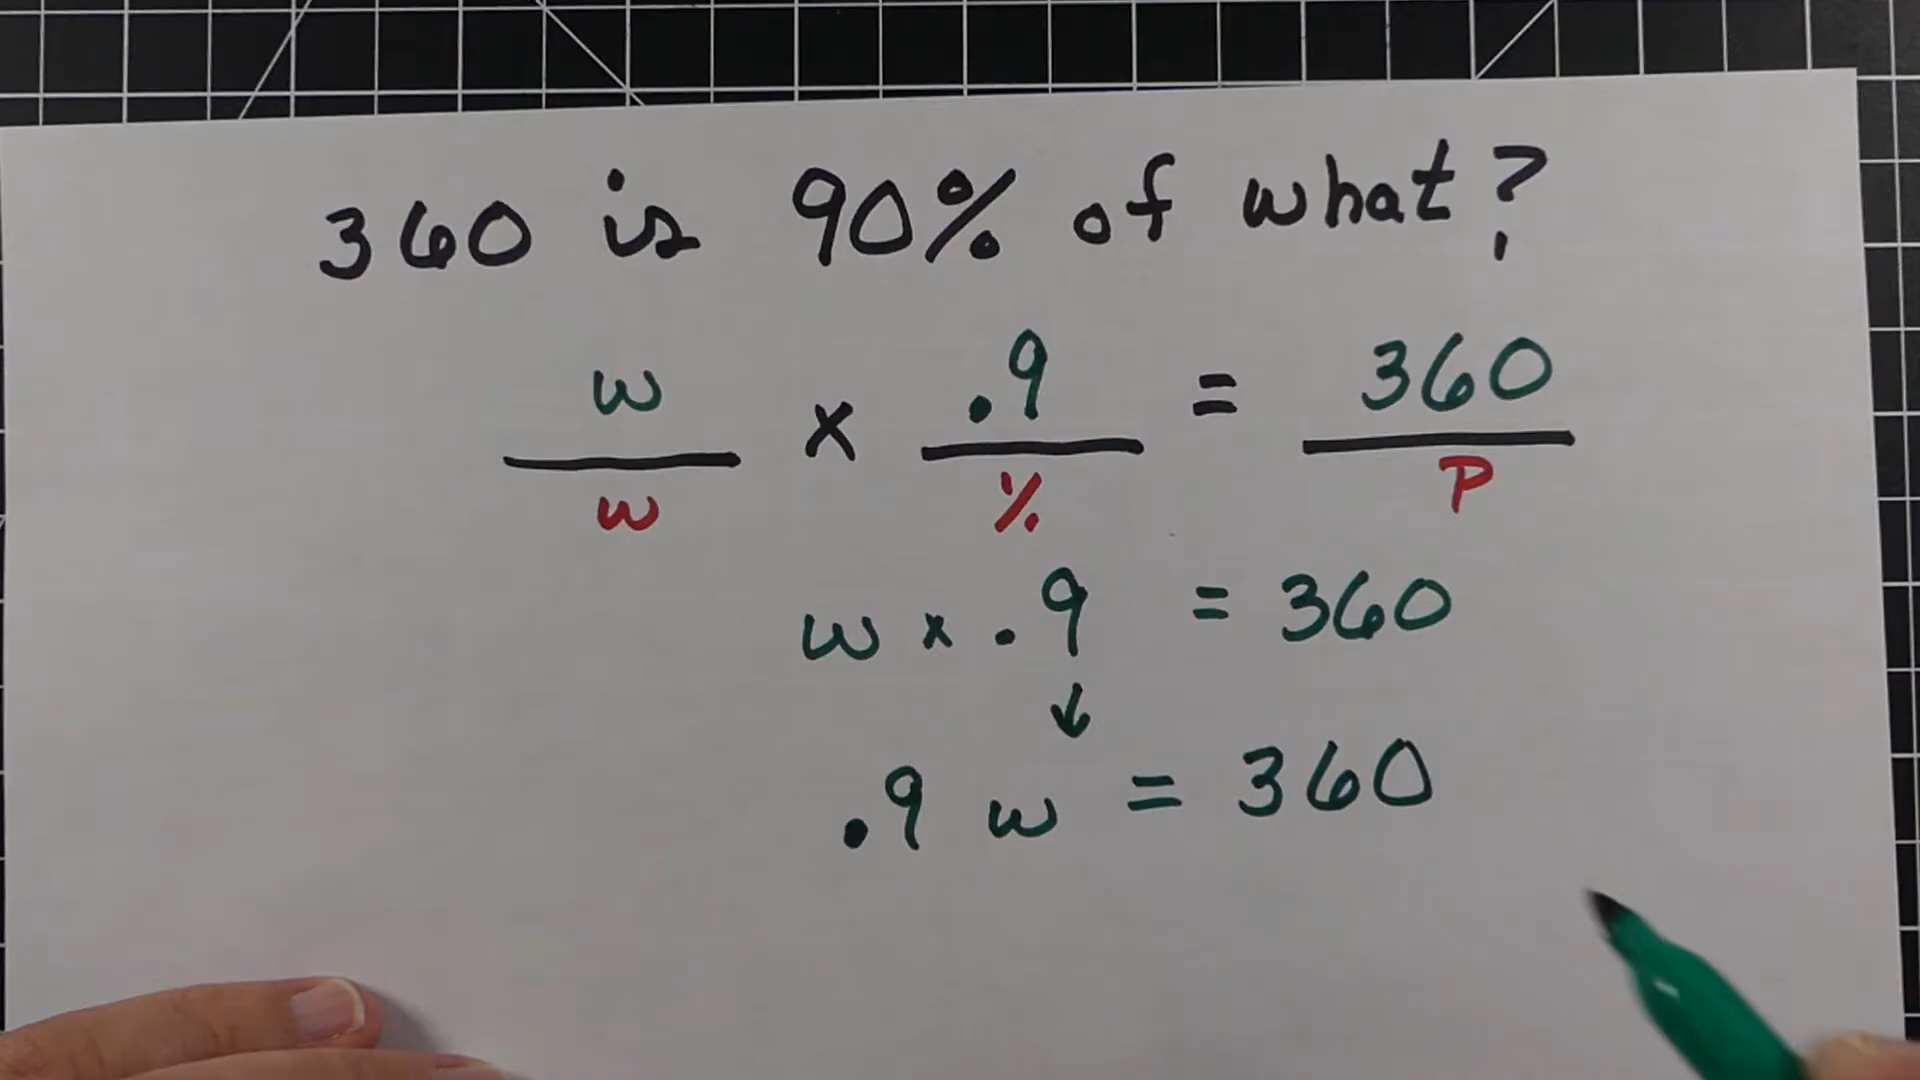 360 is 90% of what?
w x .9 = 360
w % P
w x .9 = 360
↓
.9 w = 360